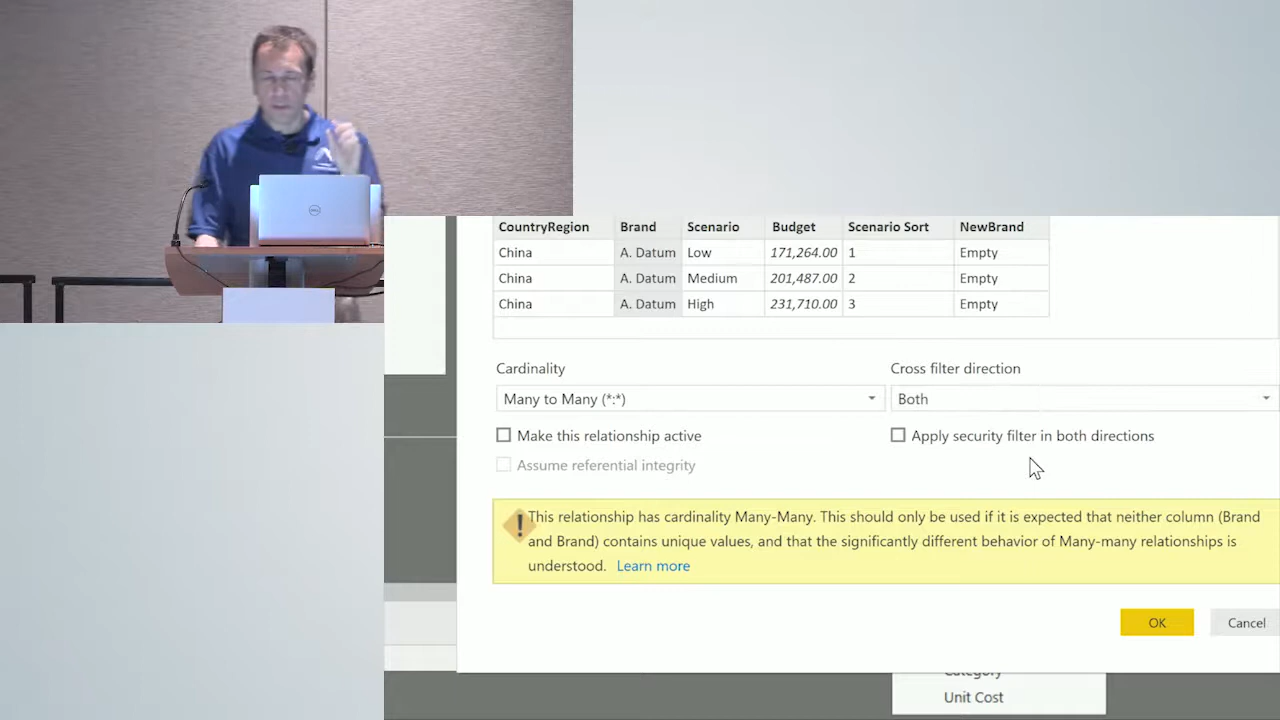 DELL
CountryRegion Brand Scenario Budget Scenario Sort NewBrand
China A. Datum Low 171,264.00 1 Empty
China A. Datum Medium 201,487.00 2 Empty
China A. Datum High 231,710.00 3 Empty
Cardinality Cross filter direction
Many to Many (*:*) Both
Make this relationship active Apply security filter in both directions
Assume referential integrity
This relationship has cardinality Many-Many. This should only be used if it is expected that neither column (Brand
and Brand) contains unique values, and that the significantly different behavior of Many-many relationships is
understood. Learn more
OK Cancel
Category
Unit Cost